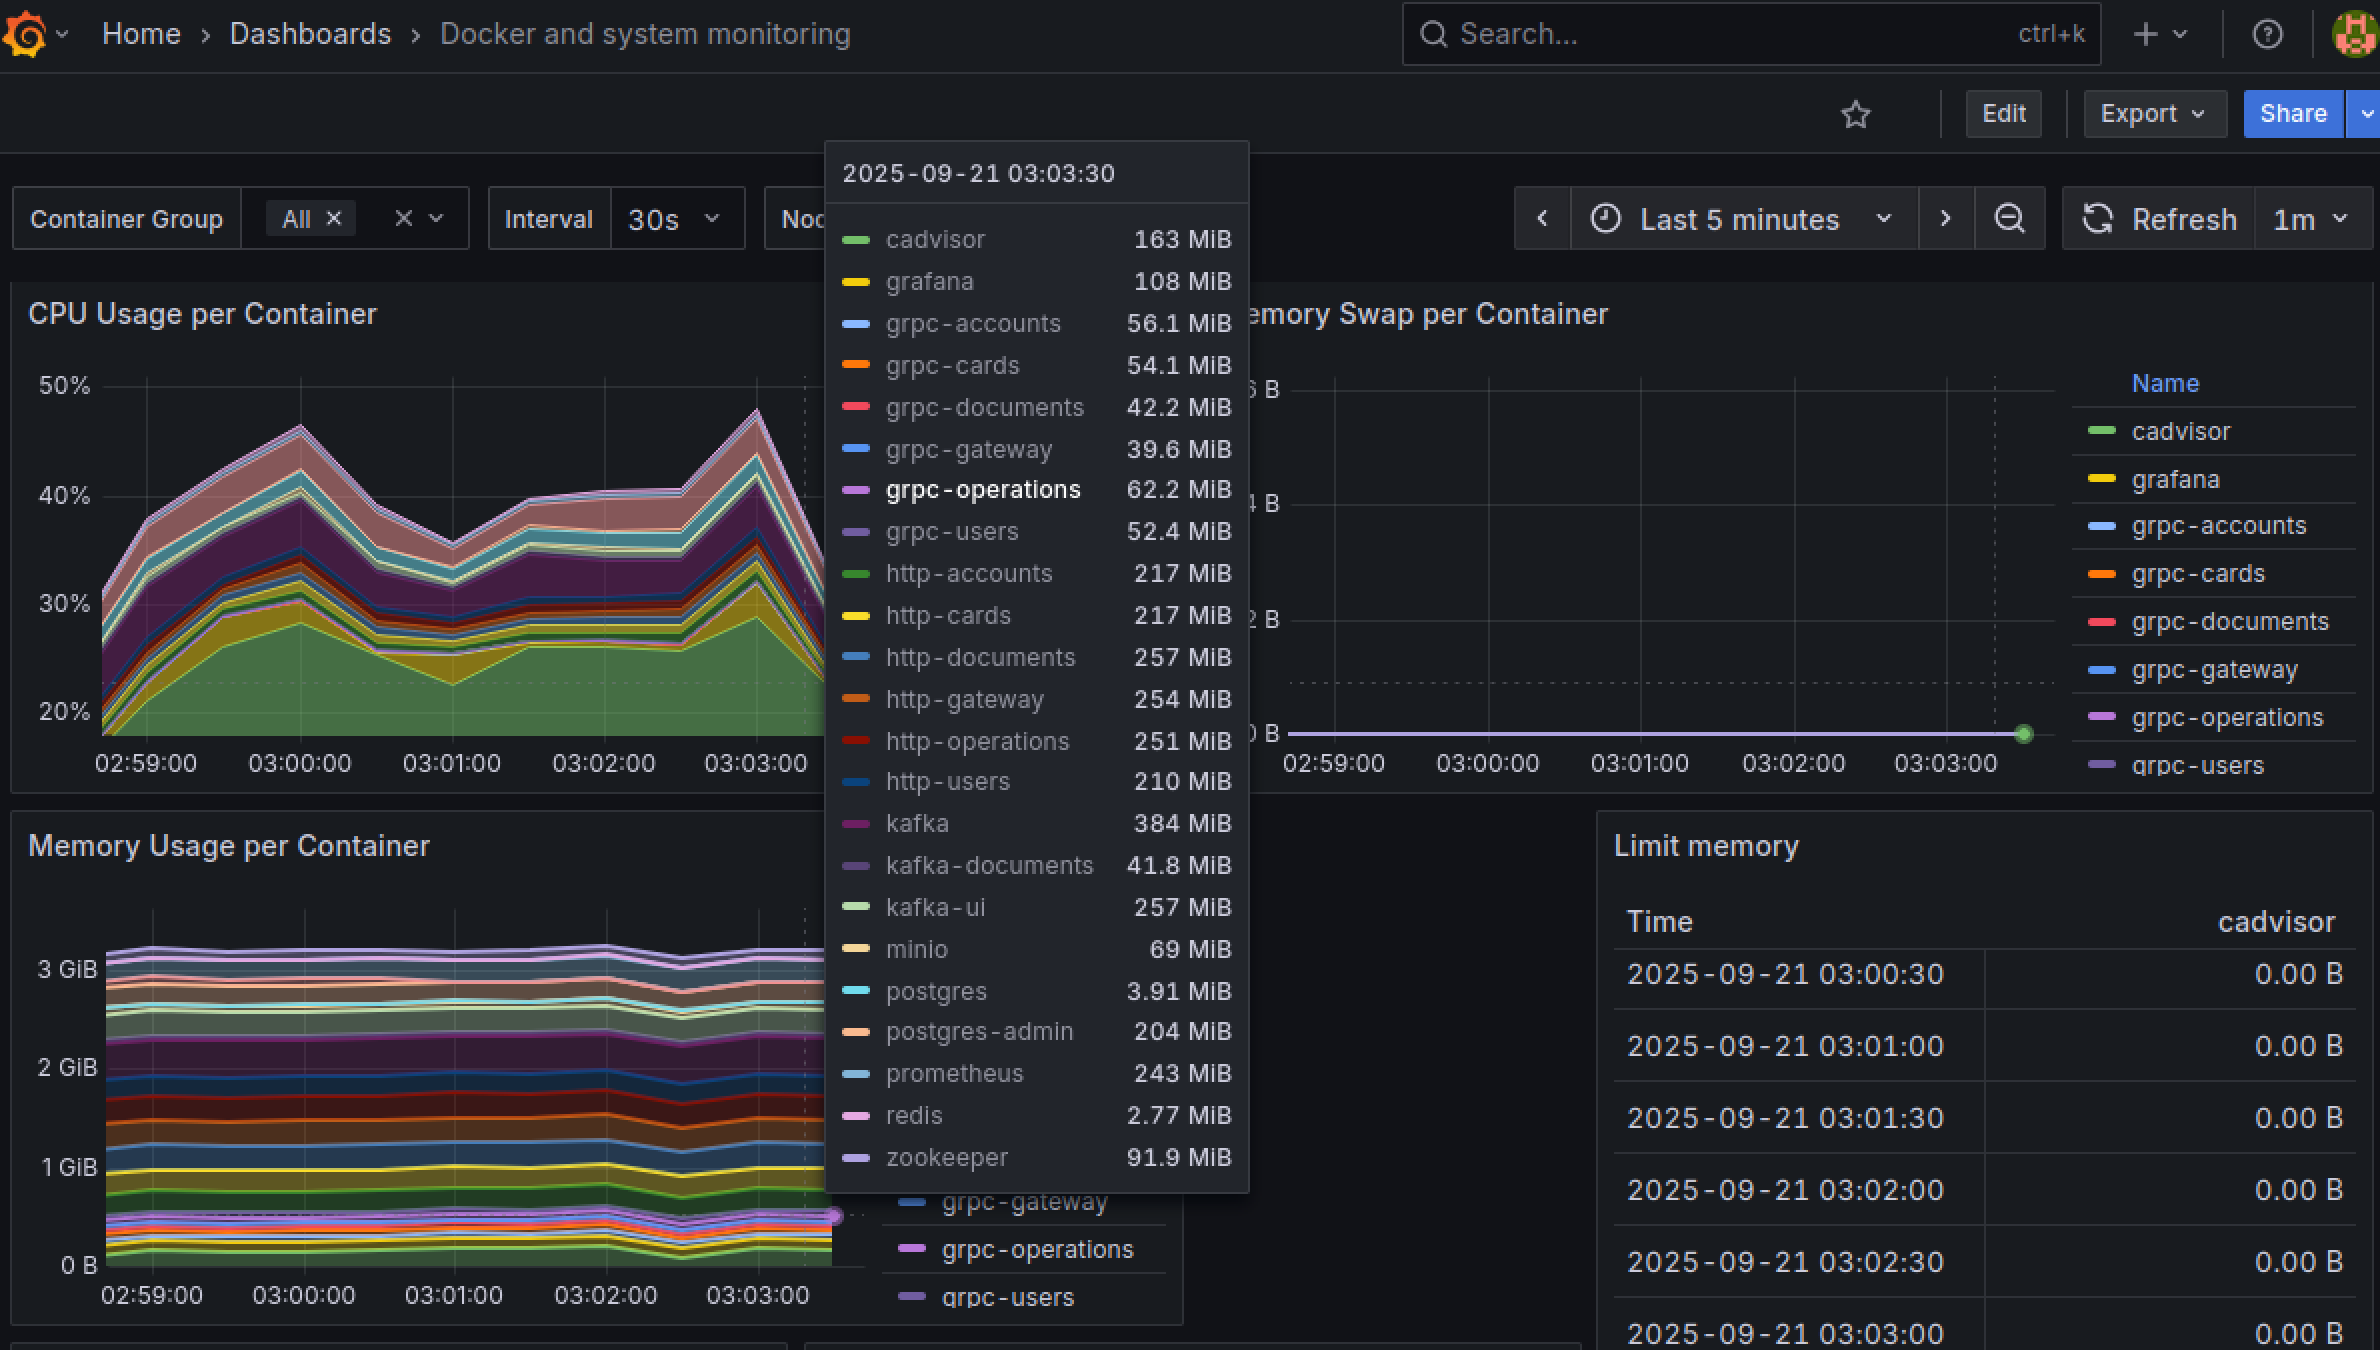 Home › Dashboards › Docker and system monitoring
Search... ctrl+k
Edit Export Share
Container Group All Interval 30s
Last 5 minutes Refresh 1m
CPU Usage per Container
50%
40%
30%
20%
02:59:00 03:00:00 03:01:00 03:02:00 03:03:00
2025-09-21 03:03:30
cadvisor 163 MiB
grafana 108 MiB
grpc-accounts 56.1 MiB
grpc-cards 54.1 MiB
grpc-documents 42.2 MiB
grpc-gateway 39.6 MiB
grpc-operations 62.2 MiB
grpc-users 52.4 MiB
http-accounts 217 MiB
http-cards 217 MiB
http-documents 257 MiB
http-gateway 254 MiB
http-operations 251 MiB
http-users 210 MiB
kafka 384 MiB
kafka-documents 41.8 MiB
kafka-ui 257 MiB
minio 69 MiB
postgres 3.91 MiB
postgres-admin 204 MiB
prometheus 243 MiB
redis 2.77 MiB
zookeeper 91.9 MiB
emory Swap per Container
B
4 B
2 B
0 B
02:59:00 03:00:00 03:01:00 03:02:00 03:03:00
Name
cadvisor
grafana
grpc-accounts
grpc-cards
grpc-documents
grpc-gateway
grpc-operations
grpc-users
Memory Usage per Container
3 GiB
2 GiB
1 GiB
0 B
02:59:00 03:00:00 03:01:00 03:02:00 03:03:00
grpc-gateway
grpc-operations
grpc-users
Limit memory
Time cadvisor
2025-09-21 03:00:30 0.00 B
2025-09-21 03:01:00 0.00 B
2025-09-21 03:01:30 0.00 B
2025-09-21 03:02:00 0.00 B
2025-09-21 03:02:30 0.00 B
2025-09-21 03:03:00 0.00 B